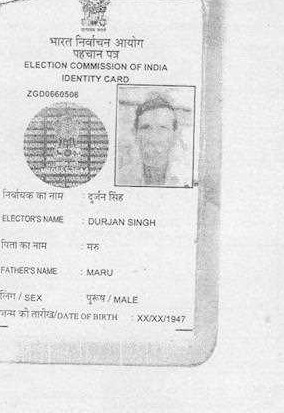 भारत निर्वाचन आयोग
पहचान पत्र
ELECTION COMMISSION OF INDIA
IDENTITY CARD
ZGD0660506
निर्वाचक का नाम : दुर्जन सिंह
ELECTOR'S NAME : DURJAN SINGH
पिता का नाम : मरु
FATHER'S NAME : MARU
लिंग / SEX पुरूष / MALE
जन्म की तारीख/DATE OF BIRTH : XX/XX/1947